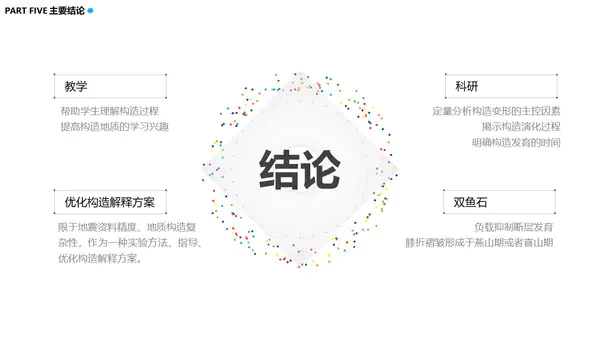 PART FIVE 主要结论
教学
帮助学生理解构造过程
提高构造地质的学习兴趣
科研
定量分析构造变形的主控因素
揭示构造演化过程
明确构造发育的时间
结论
优化构造解释方案
限于地震资料精度、地质构造复
杂性，作为一种实验方法，指导、
优化构造解释方案。
双鱼石
负载抑制断层发育
膝折褶皱形成于燕山期或者喜山期